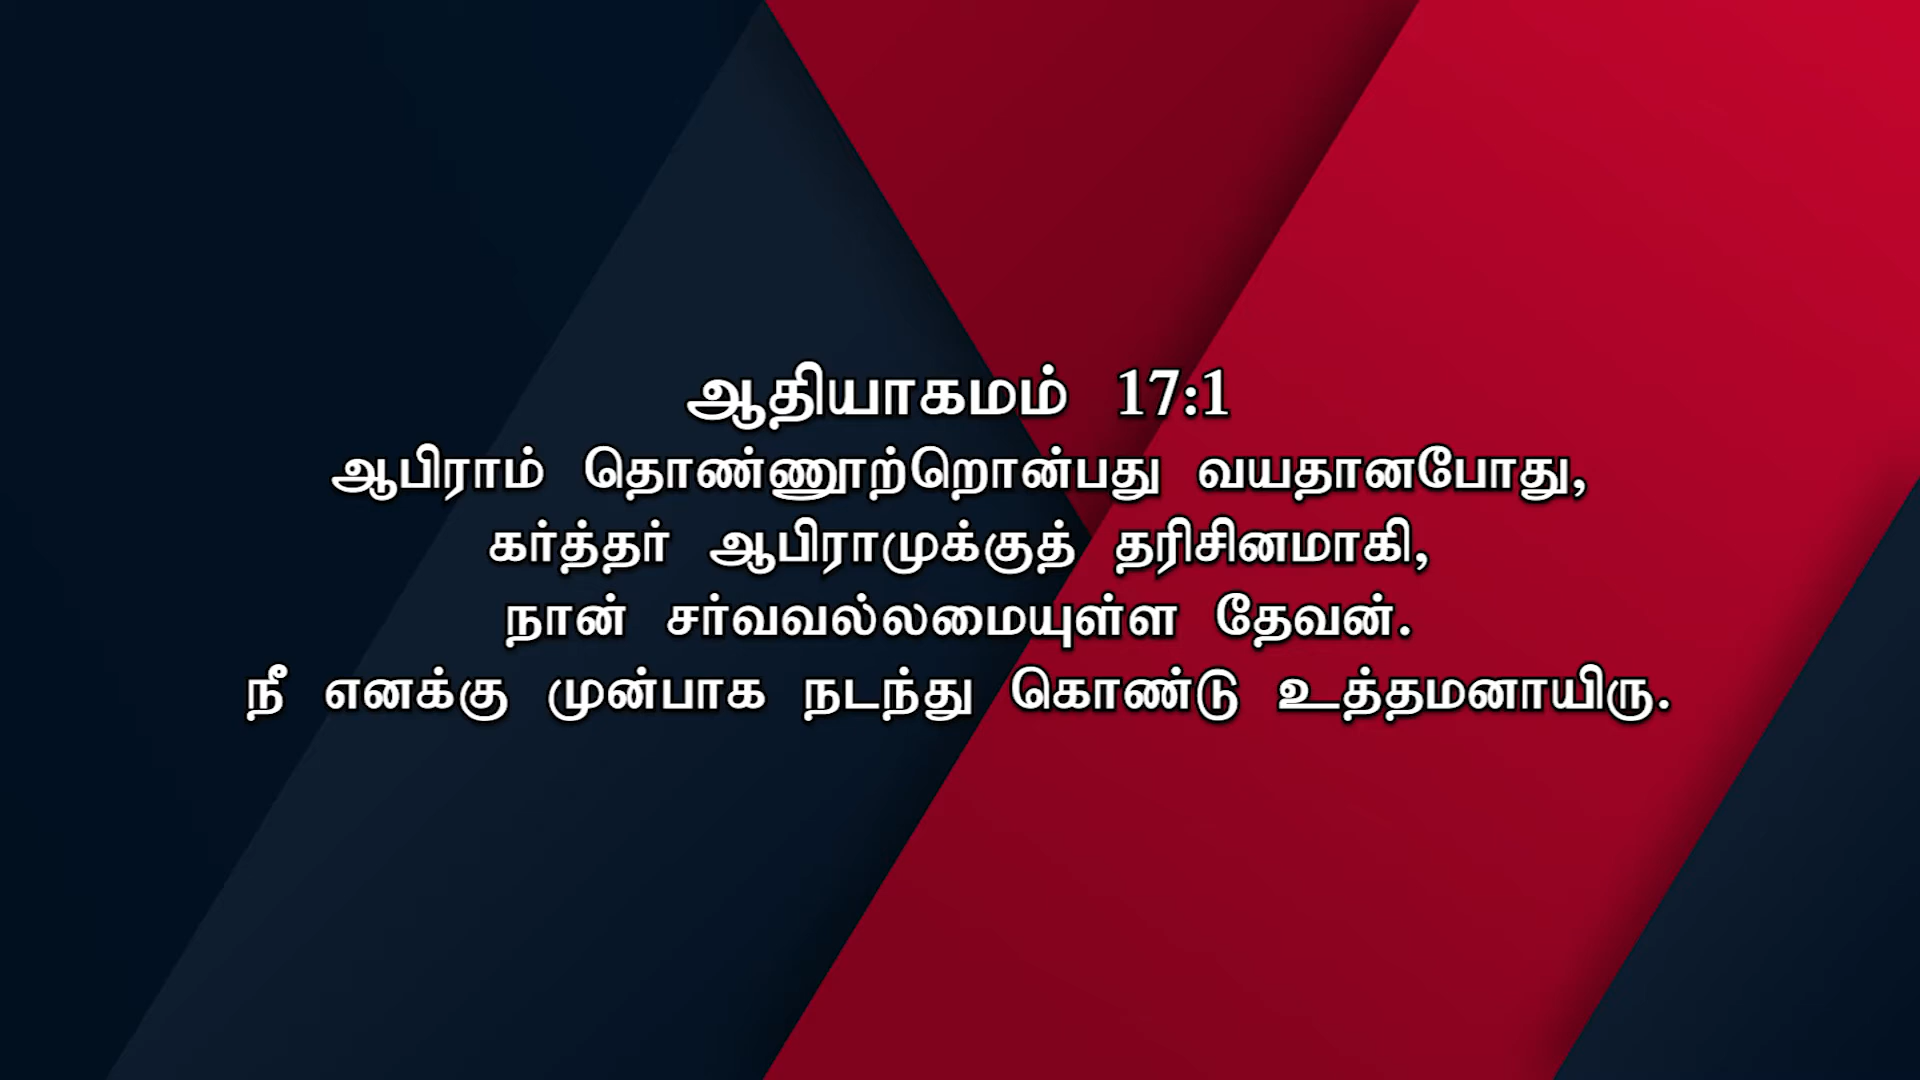 ஆதியாகமம் 17:1
ஆபிராம் தொண்ணூற்றொன்பது வயதானபோது,
கர்த்தர் ஆபிராமுக்குத் தரிசினமாகி,
நான் சர்வவல்லமையுள்ள தேவன்.
நீ எனக்கு முன்பாக நடந்து கொண்டு உத்தமனாயிரு.